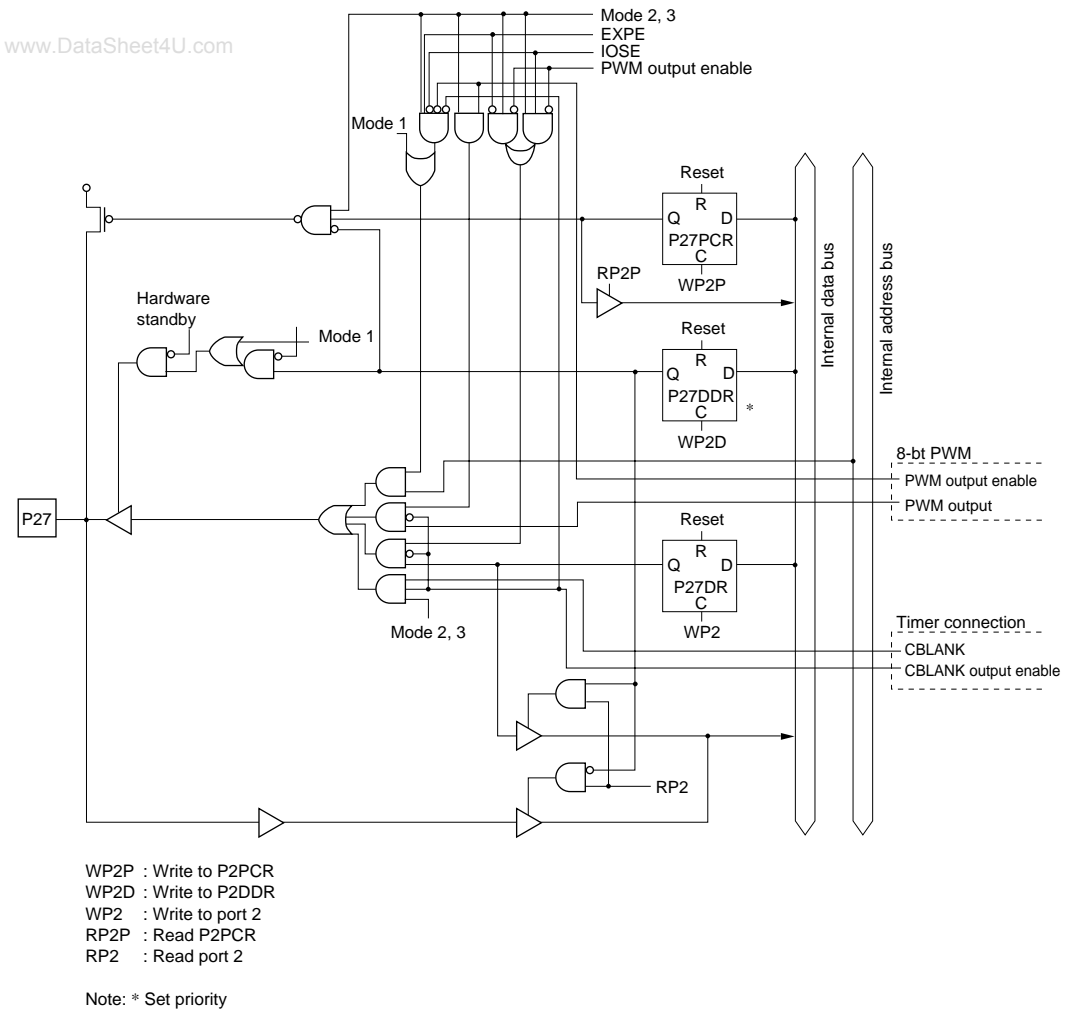 www.DataSheet4U.com
Mode 2, 3
EXPE
IOSE
PWM output enable
Mode 1
Reset
R
Q D
P27PCR
C
WP2P
RP2P
Hardware
standby
Mode 1
Reset
R
Q D
P27DDR
C
*
WP2D
Internal data bus
Internal address bus
8-bt PWM
PWM output enable
PWM output
P27
Reset
R
Q D
P27DR
C
WP2
Mode 2, 3
Timer connection
CBLANK
CBLANK output enable
RP2
WP2P : Write to P2PCR
WP2D : Write to P2DDR
WP2 : Write to port 2
RP2P : Read P2PCR
RP2 : Read port 2
Note: * Set priority